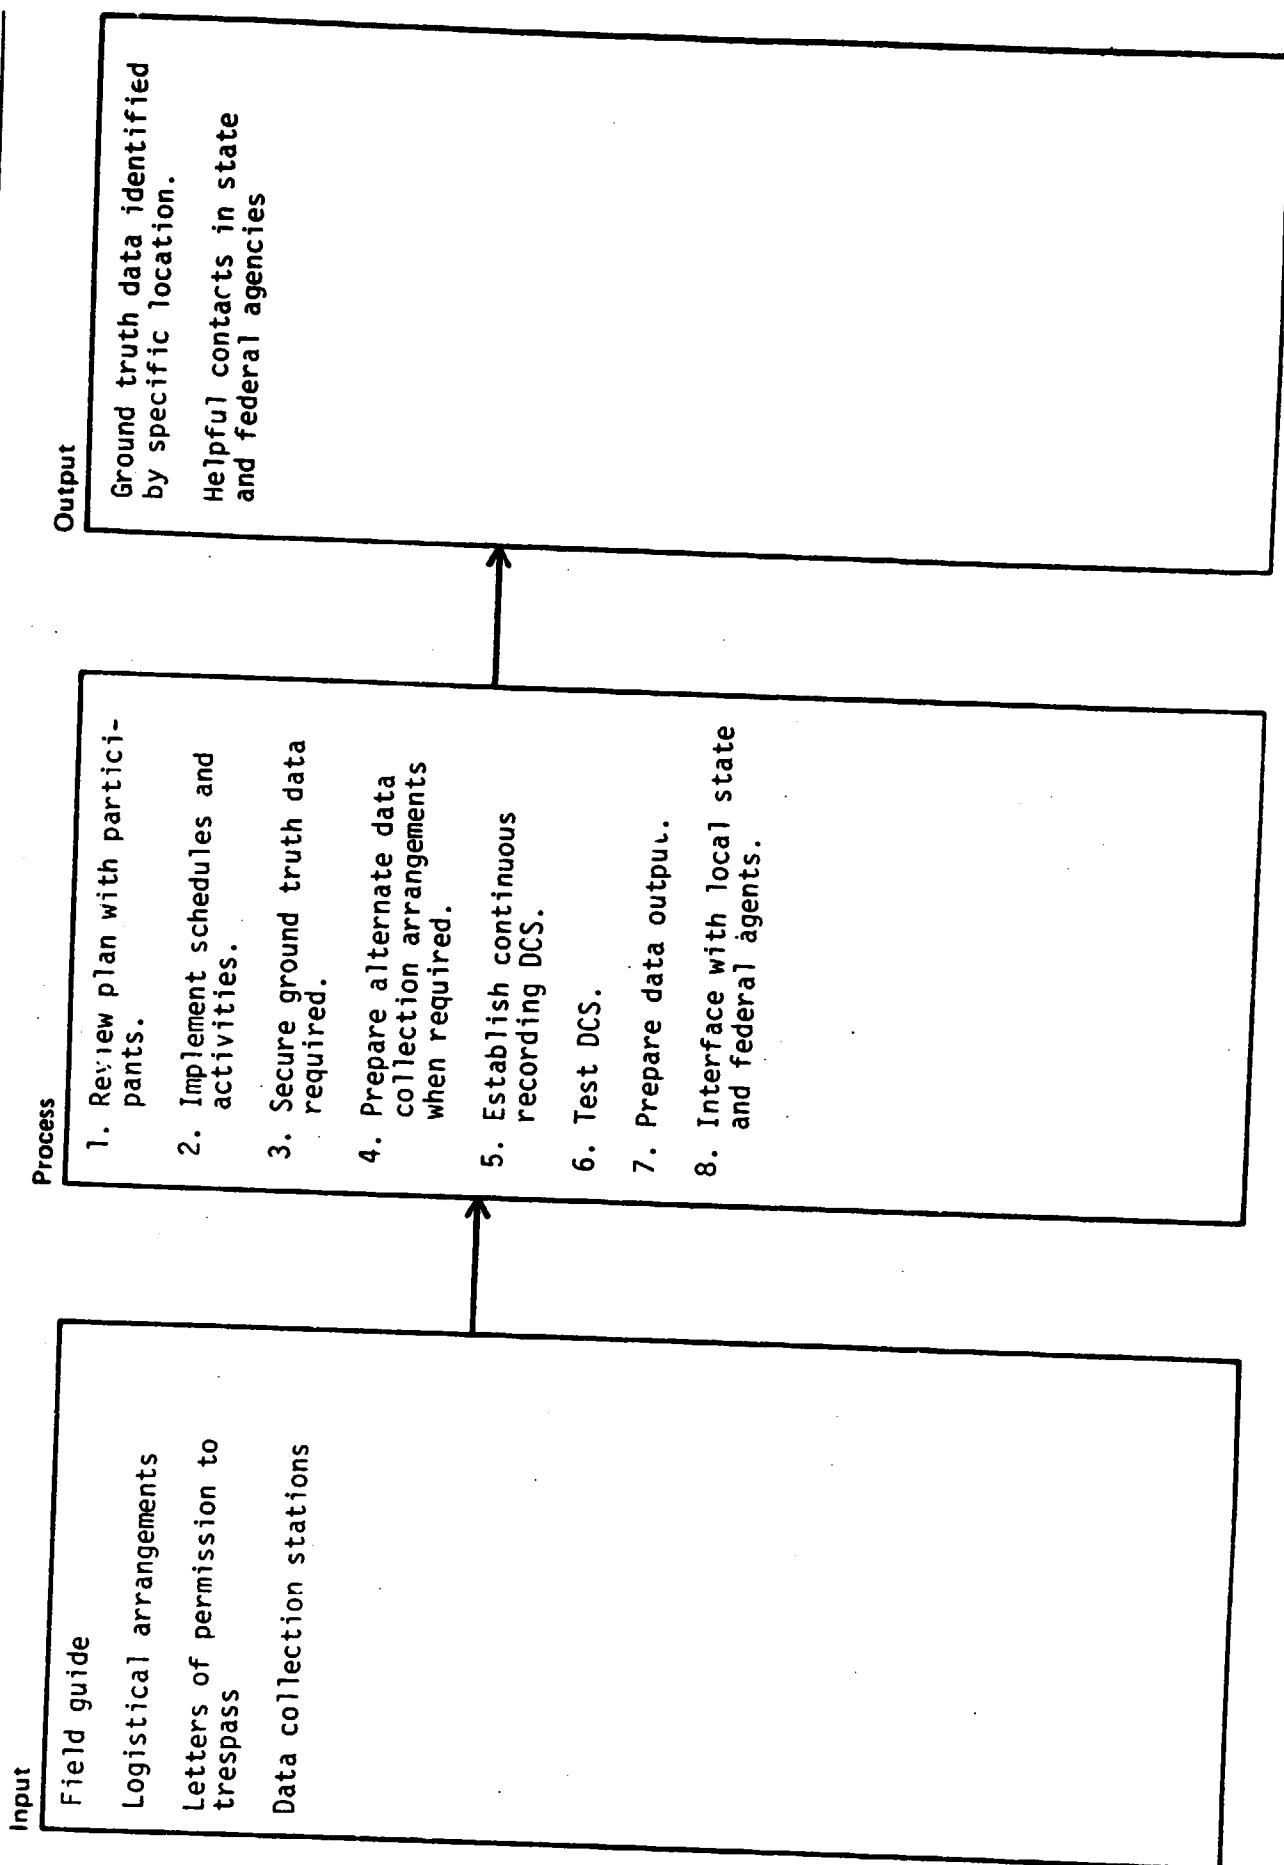 Input
Field guide
Logistical arrangements
Letters of permission to
trespass
Data collection stations
Process
1. Review plan with partici-
pants.
2. Implement schedules and
activities.
3. Secure ground truth data
required.
4. Prepare alternate data
collection arrangements
when required.
5. Establish continuous
recording DCS.
6. Test DCS.
7. Prepare data output.
8. Interface with local state
and federal agents.
Output
Ground truth data identified
by specific location.
Helpful contarts in state
and federal agencies